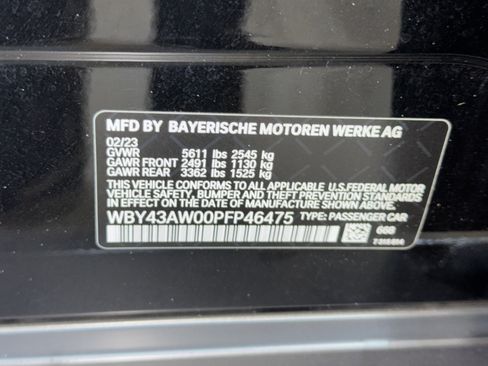 MFD BY BAYERISCHE MOTOREN WERKE AG
02/23
GVWR 5611 lbs 2545 kg
GAWR FRONT 2491 lbs 1130 kg
GAWR REAR 3362 lbs 1525 kg
THIS VEHICLE CONFORMS TO ALL APPLICABLE U.S.FEDERAL MOTOR
VEHICLE SAFETY, BUMPER, AND THEFT PREVENTION STANDARDS
IN EFFECT ON THE DATE OF MANUFACTURE SHOWN ABOVE.
WBY43AW00PFP46475 TYPE: PASSENGER CAR
668